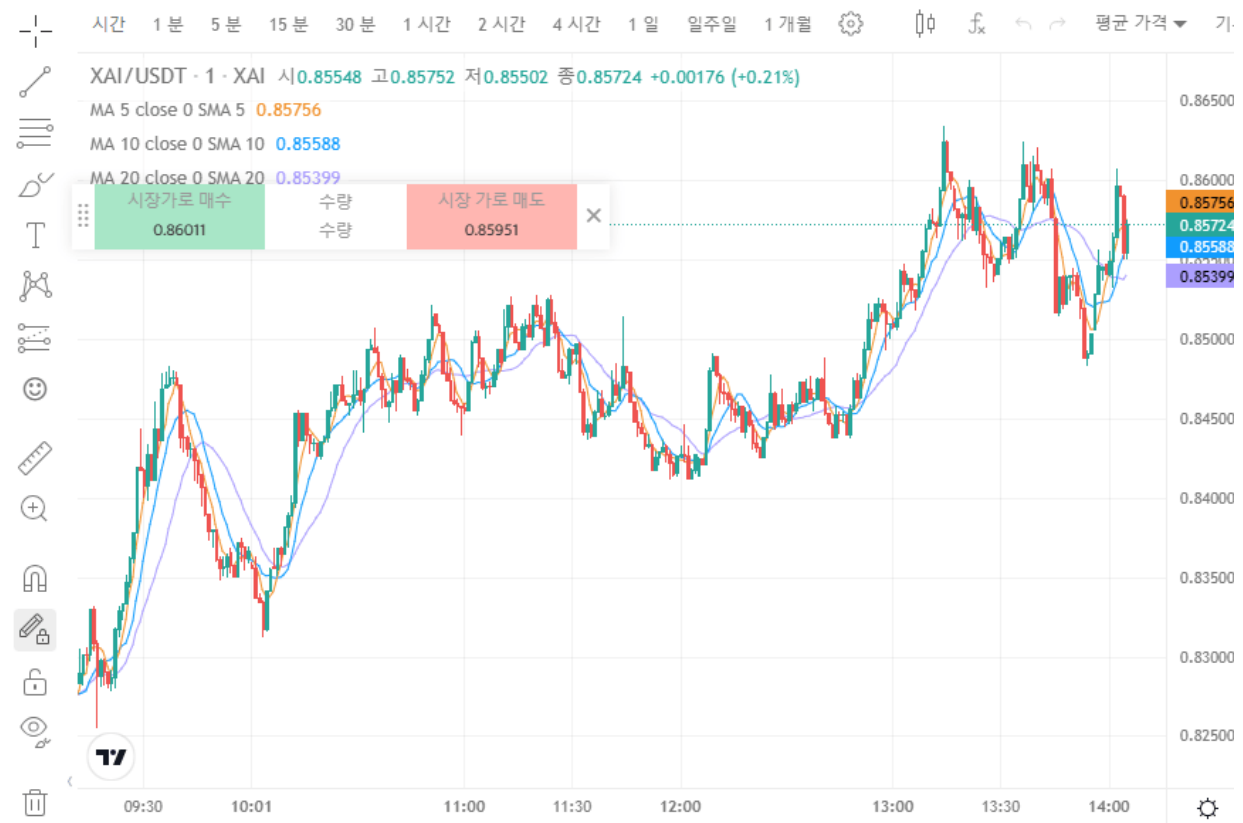 시간 1 분 5 분 15 분 30 분 1 시간 2 시간 4 시간 1 일 일주일 1 개월 평균 가격
XAI/USDT · 1 · XAI 시0.85548 고0.85752 저0.85502 종0.85724 +0.00176 (+0.21%)
MA 5 close 0 SMA 5 0.85756
MA 10 close 0 SMA 10 0.85588
MA 20 close 0 SMA 20 0.85399
시장가로 매수 수량 시장 가로 매도
0.86011 수량 0.85951
0.86500
0.86000
0.85756
0.85724
0.85588
0.85399
0.85000
0.84500
0.84000
0.83500
0.83000
0.82500
09:30 10:01 11:00 11:30 12:00 13:00 13:30 14:00